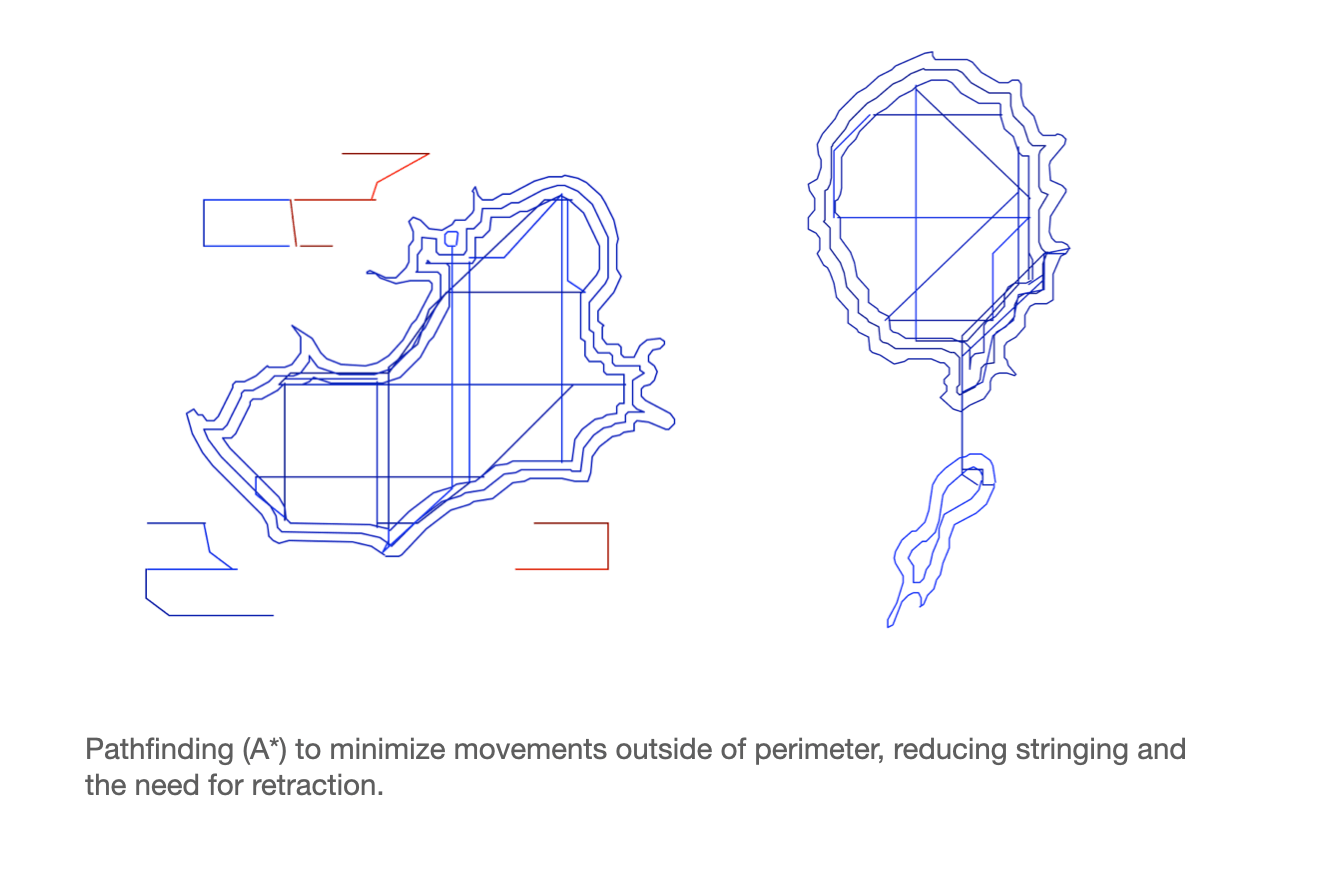 Pathfinding (A*) to minimize movements outside of perimeter, reducing stringing and
the need for retraction.